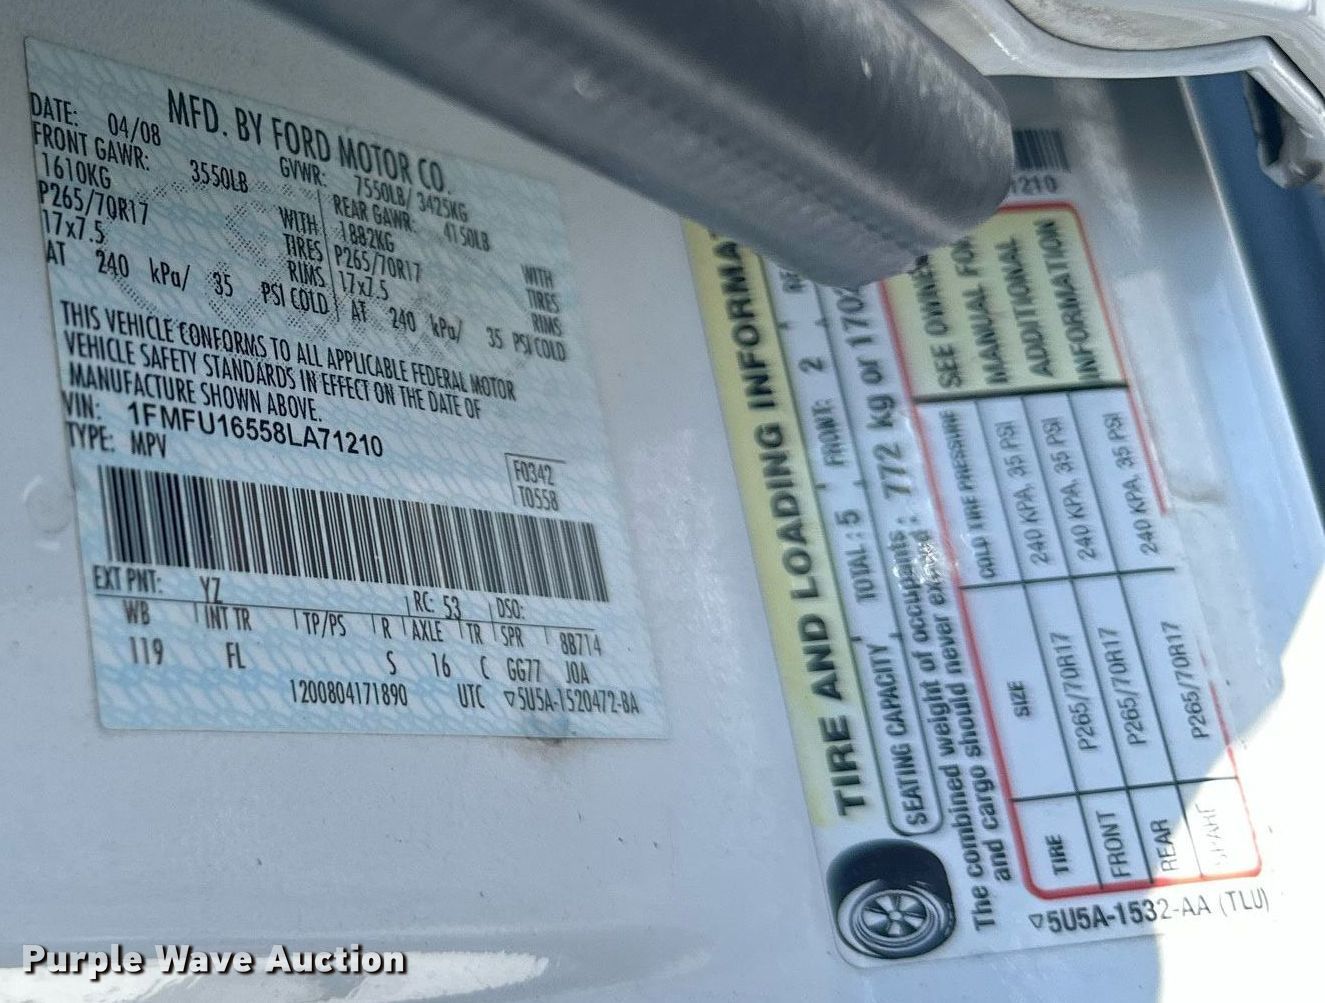 MFD. BY FORD MOTOR CO.
DATE: 04/08
GVWR: 7550LB/ 3425KG
FRONT GAWR: 3550LB
REAR GAWR: 4150LB
1610KG WITH
1882KG WITH
P265/70R17 TIRES
P265/70R17 TIRES
17x7.5 RIMS
17x7.5 RIMS
AT 240 kPa/ 35 PSI COLD
AT 240 kPa/ 35 PSI COLD
THIS VEHICLE CONFORMS TO ALL APPLICABLE FEDERAL MOTOR
VEHICLE SAFETY STANDARDS IN EFFECT ON THE DATE OF
MANUFACTURE SHOWN ABOVE.
VIN: 1FMFU16558LA71210
TYPE: MPV
F0342
T0558
EXT PNT: YZ RC: 53 DSO:
WB INT TR TP/PS R AXLE TR SPR 8B714
119 FL S 16 C GG77 J0A
1200804171890 UTC ▽5U5A-1520472-BA
1210
TIRE AND LOADING INFORMA
SEATING CAPACITY TOTAL: 5 FRONT: 2
The combined weight of occupants
and cargo should never : 772 kg or 170
SEE OWNE
MANUAL FO
ADDITIONAL
INFORMATION
TIRE SIZE COLD TIRE PRESSURE
FRONT P265/70R17 240 KPA, 35 PSI
REAR P265/70R17 240 KPA, 35 PSI
SPARE P265/70R17 240 KPA, 35 PSI
▽5U5A-1532-AA (TLU)
Purple Wave Auction